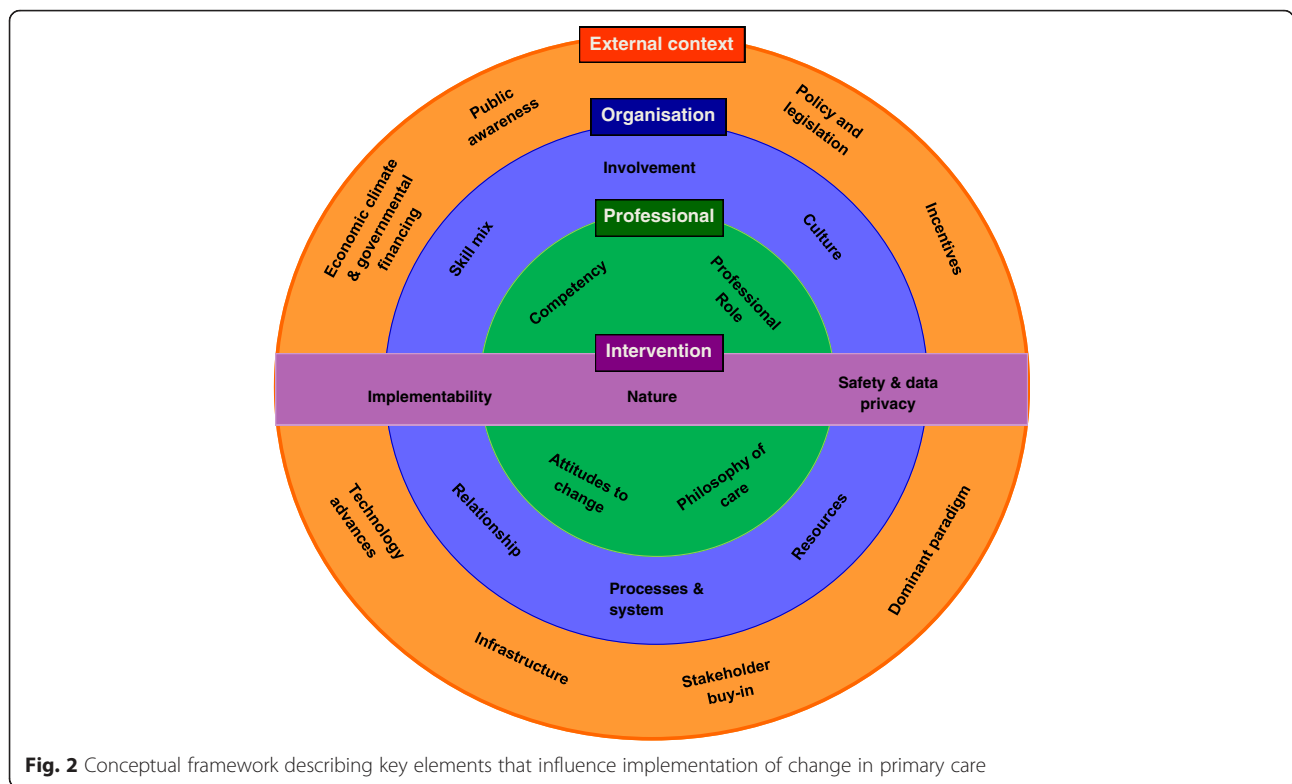 External context
Public
awareness
Policy and
legislation
Organisation
Involvement
Economic climate
& governmental
financing
Skill mix
Professional
Culture
Incentives
Competency
Professional
Role
Intervention
Implementability
Nature
Safety & data
privacy
Attitudes to
change
Philosophy of
care
Technology
advances
Relationship
Resources
Dominant paradigm
Processes &
system
Infrastructure
Stakeholder
buy-in
Fig. 2 Conceptual framework describing key elements that influence implementation of change in primary care